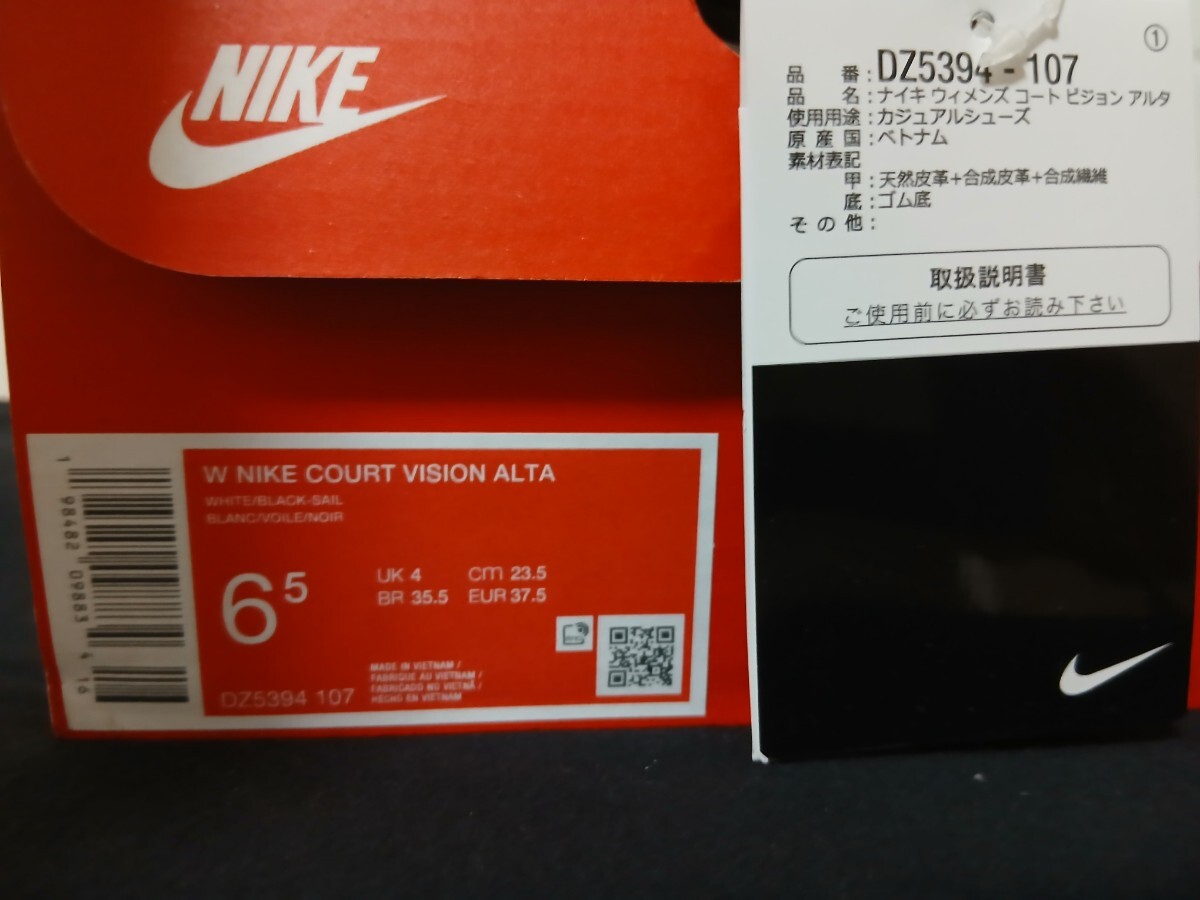 NIKE
W NIKE COURT VISION ALTA
WHITE/BLACK-SAIL
BLANC/VOILE/NOIR
6 5
UK 4 cm 23.5
BR 35.5 EUR 37.5
MADE IN VIETNAM /
FABRIQUE AU VIETNAM /
FABRICADO NO VIETNÃ /
HECHO EN VIETNAM
DZ5394 107
1 98482 09883 4 16
①
品 番 : DZ5394 - 107
品 名 : ナイキ ウィメンズ コート ビジョン アルタ
使用用途 : カジュアルシューズ
原 産 国 : ベトナム
素材表記
甲 : 天然皮革+合成皮革+合成繊維
底 : ゴム底
そ の 他 :
取扱説明書
ご使用前に必ずお読み下さい